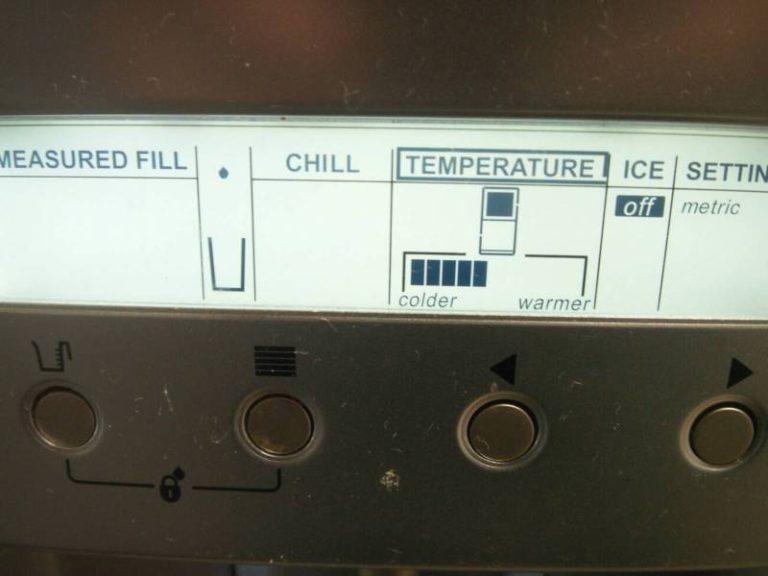 MEASURED FILL
CHILL
TEMPERATURE
ICE
SETTIN
off
metric
colder
warmer